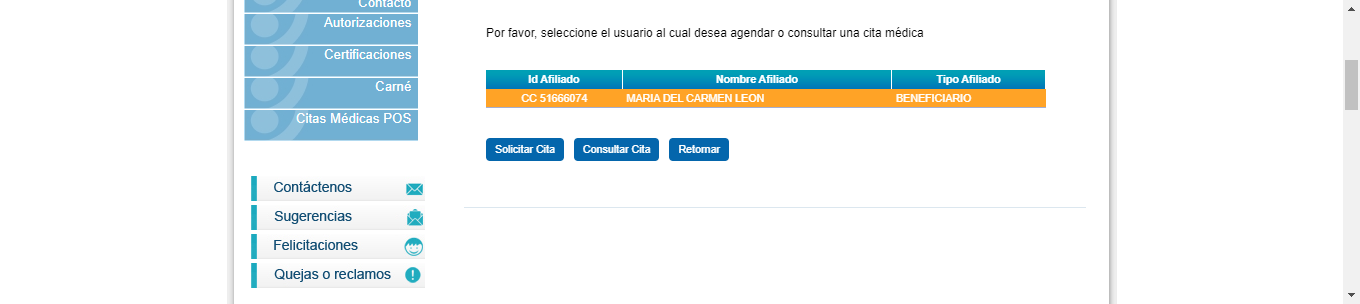 Contacto
Autorizaciones
Certificaciones
Carné
Citas Médicas POS
Contáctenos
Sugerencias
Felicitaciones
Quejas o reclamos
Por favor, seleccione el usuario al cual desea agendar o consultar una cita médica
Id Afiliado Nombre Afiliado Tipo Afiliado
CC 51666074 MARIA DEL CARMEN LEON BENEFICIARIO
Solicitar Cita Consultar Cita Retornar